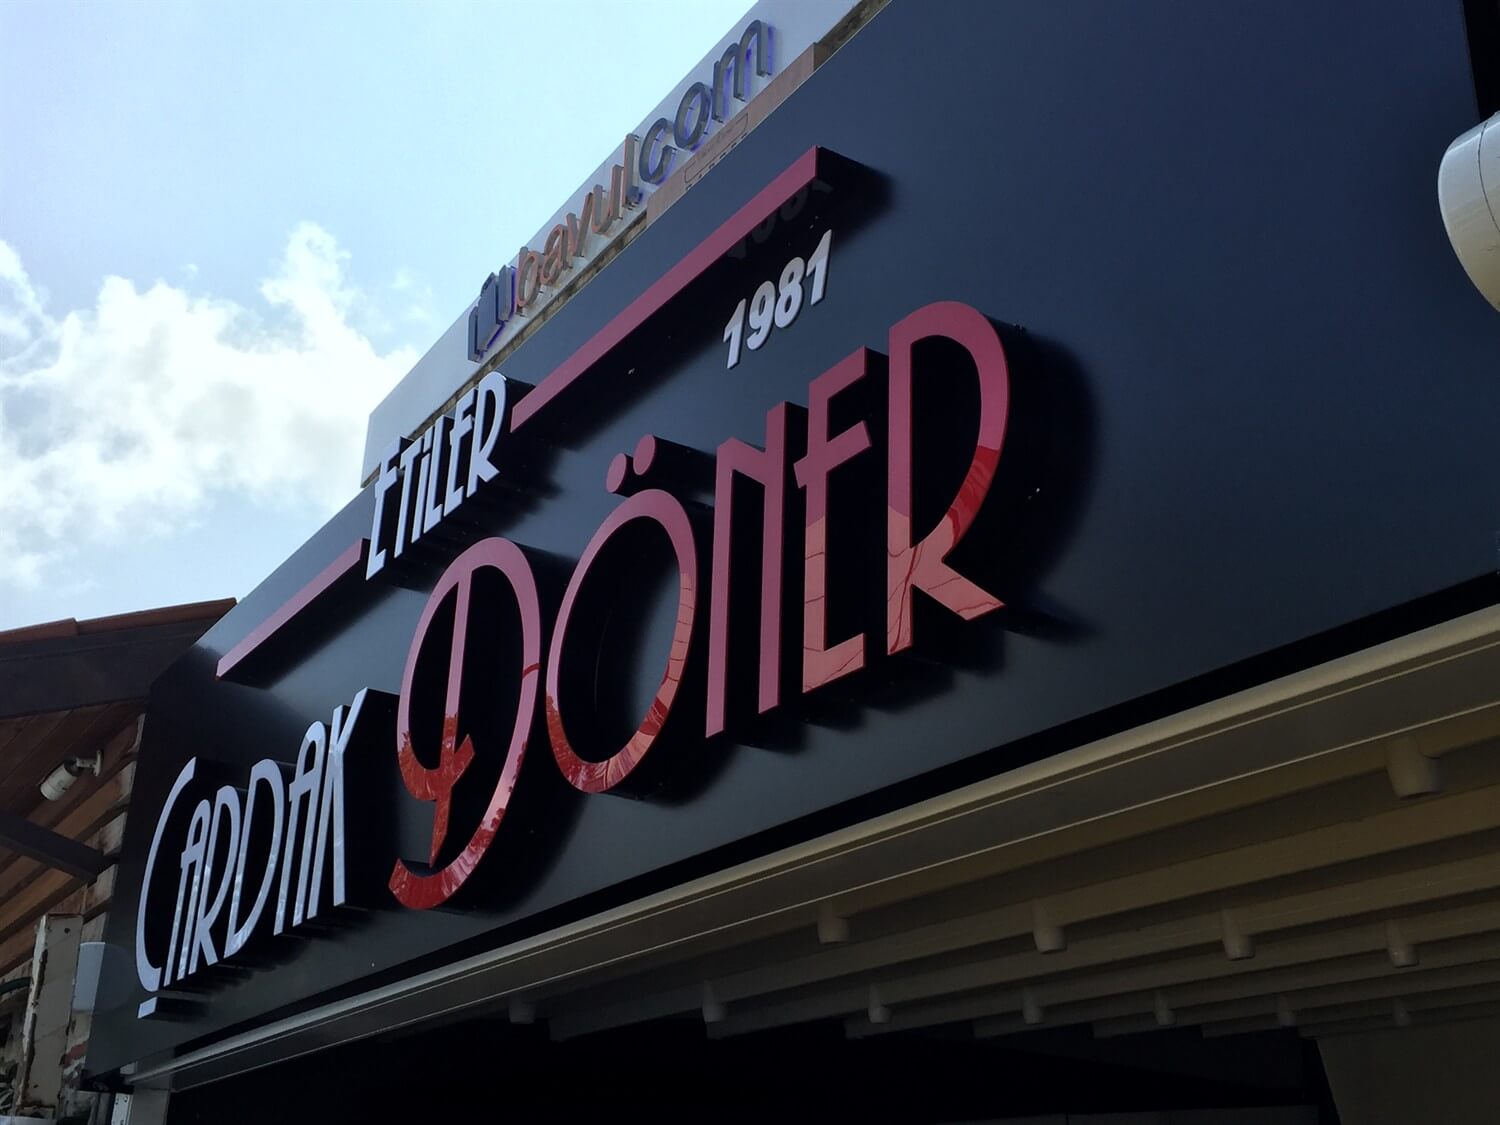 bavul.com
ETİLER
1981
ÇARDAK DÖNER